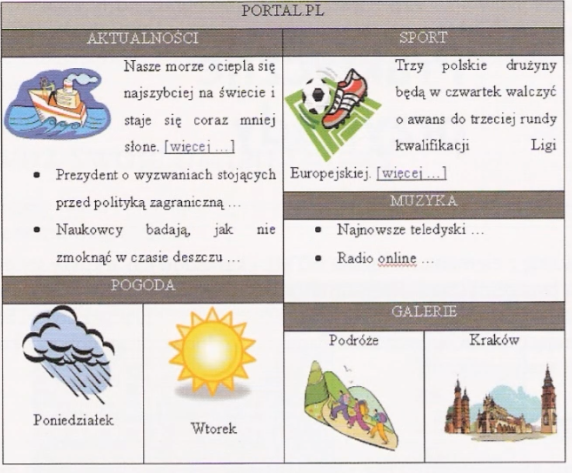 PORTAL.PL
AKTUALNOŚCI
Nasze morze ociepla się
najszybciej na świecie i
staje się coraz mniej
słone. [więcej ...]
• Prezydent o wyzwaniach stojących
przed polityką zagraniczną ...
• Naukowcy badają, jak nie
zmoknąć w czasie deszczu ...
POGODA
Poniedziałek
Wtorek
SPORT
Trzy polskie drużyny
będą w czwartek walczyć
o awans do trzeciej rundy
kwalifikacji Ligi
Europejskiej. [więcej ...]
MUZYKA
• Najnowsze teledyski ...
• Radio online ...
GALERIE
Podróże
Kraków